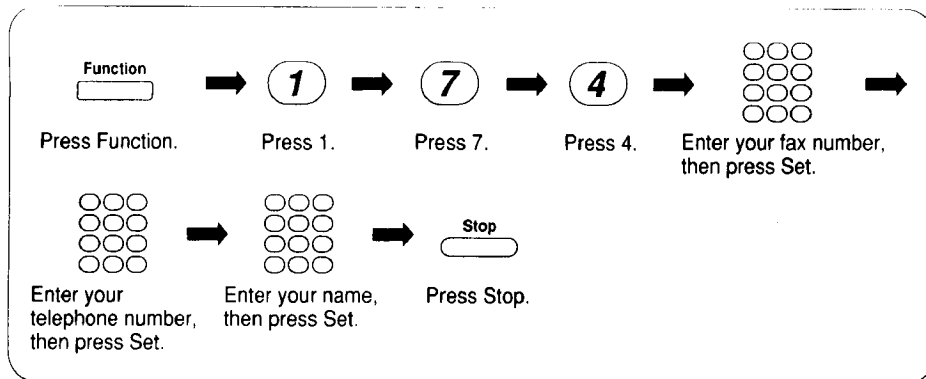 Function
1
7
4
Press Function.
Press 1.
Press 7.
Press 4.
Enter your fax number,
then press Set.
Stop
Enter your
telephone number,
then press Set.
Enter your name,
then press Set.
Press Stop.